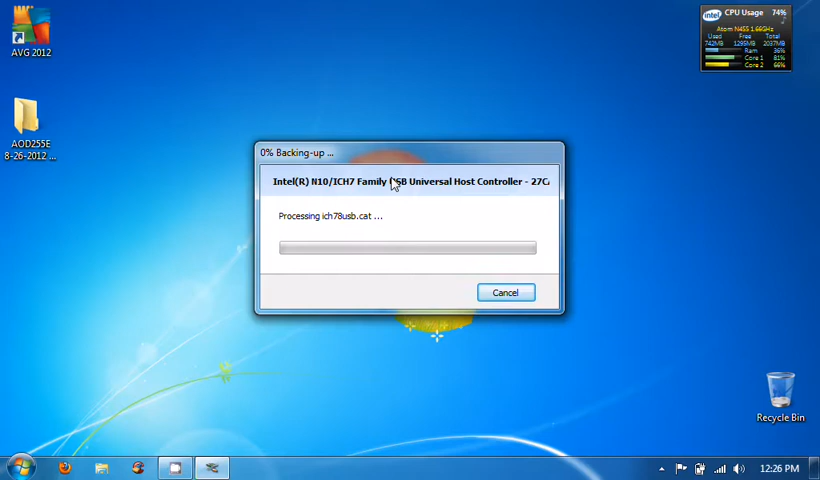 AVG 2012
AOD255E
8-26-2012 ...
intel
CPU Usage 74%
Atom N455 1.66GHz
Used Free Total
742MB 1295MB 2037MB
Ram 36%
Core 1 81%
Core 2 66%
0% Backing-up ...
Intel(R) N10/ICH7 Family USB Universal Host Controller - 27C
Processing ich78usb.cat ...
Cancel
Recycle Bin
12:26 PM